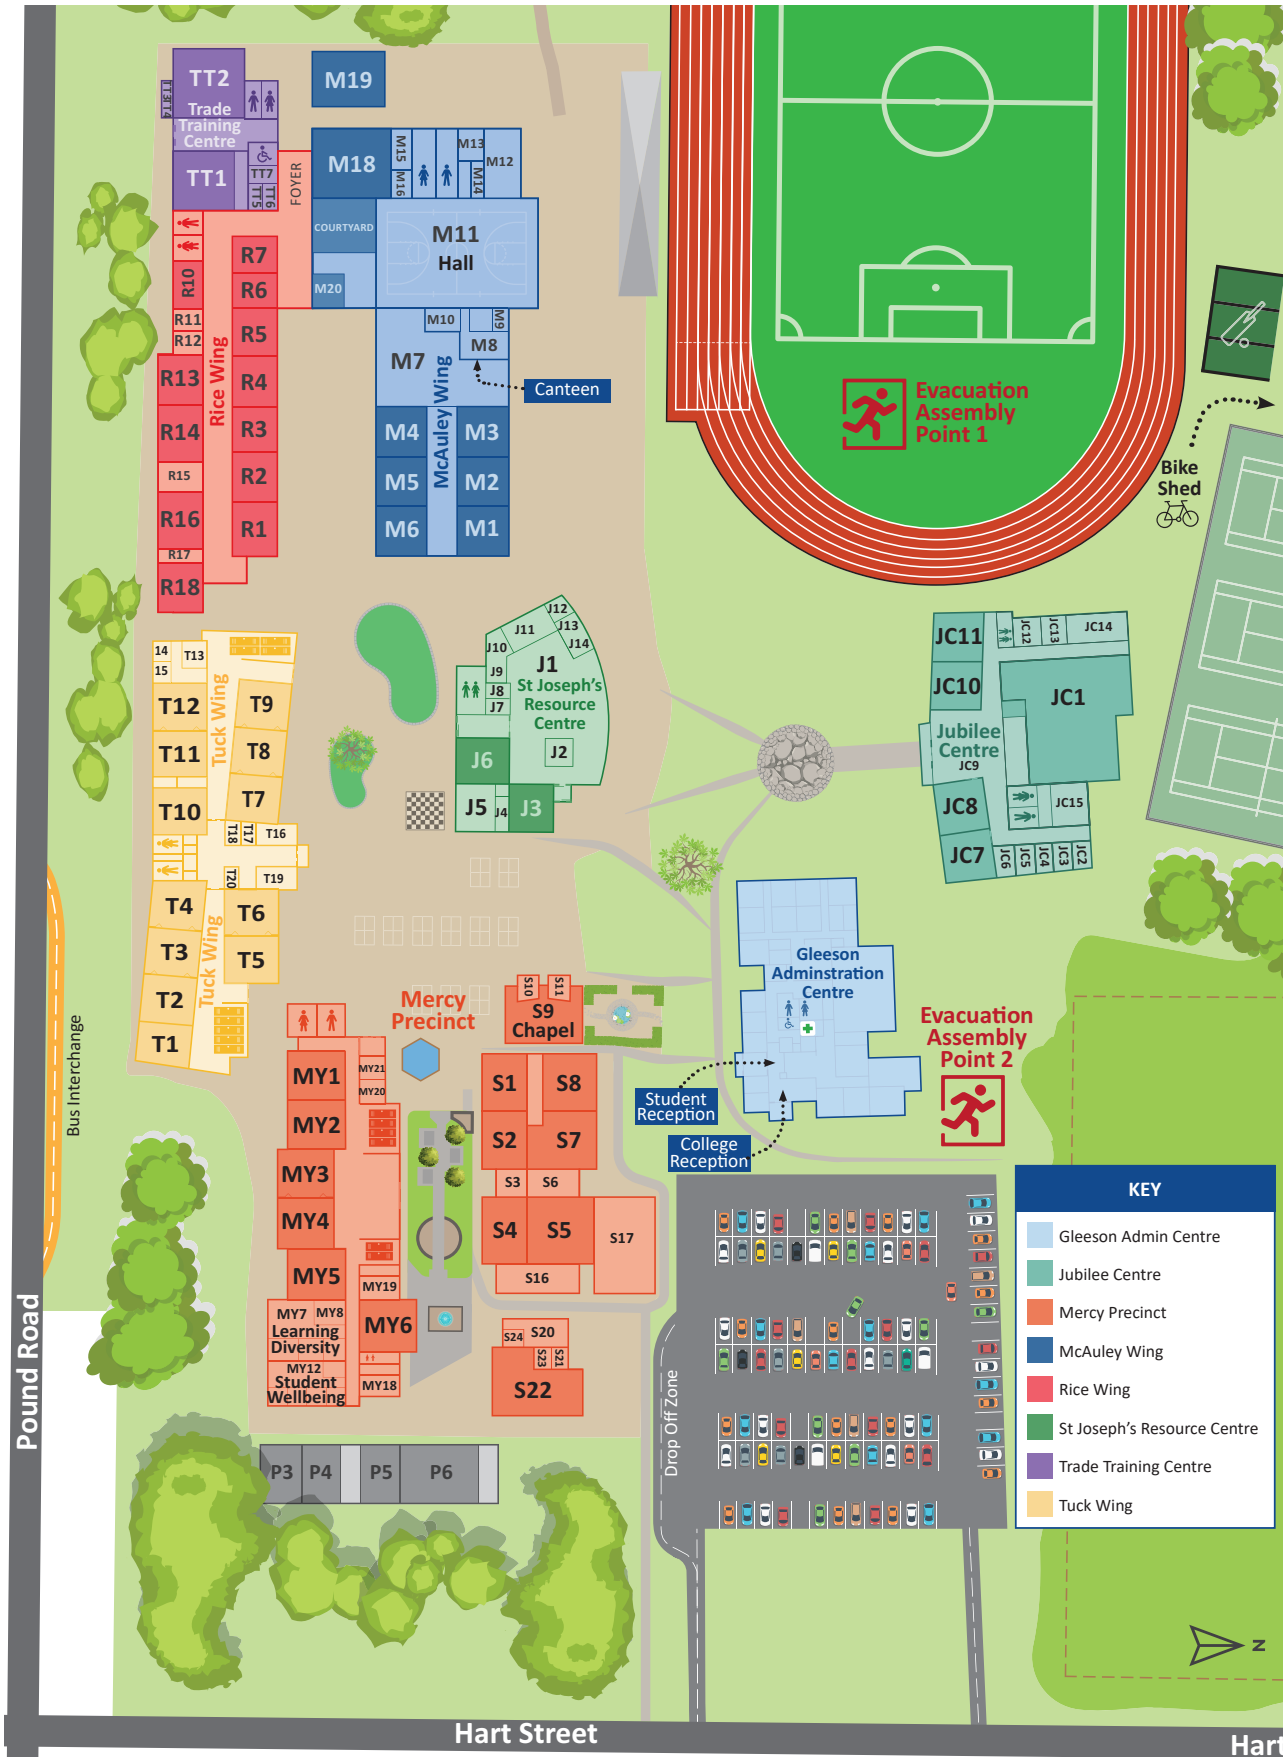 TT2
TT3
TT4
Trade
Training
Centre
TT1
TT7
TT5
TT6
FOYER
M19
M18
M15
M16
M13
M14
M12
COURTYARD
M20
M11
Hall
M10
M9
M8
M7
Canteen
McAuley Wing
M4
M3
M5
M2
M6
M1
R10
R11
R12
R13
R14
R15
R16
R17
R18
Rice Wing
R7
R6
R5
R4
R3
R2
R1
Evacuation
Assembly
Point 1
Bike
Shed
J12
J13
J14
J11
J10
J9
J8
J7
J1
St Joseph's
Resource
Centre
J2
J6
J5
J4
J3
JC11
JC12
JC13
JC14
JC10
JC1
Jubilee
Centre
JC9
JC8
JC15
JC7
JC6
JC5
JC4
JC3
JC2
14
15
T13
T12
T11
T10
Tuck Wing
T9
T8
T7
T18
T17
T16
T20
T19
T4
T3
T2
T1
Tuck Wing
T6
T5
Bus Interchange
Pound Road
Gleeson
Adminstration
Centre
Student
Reception
College
Reception
Evacuation
Assembly
Point 2
Mercy
Precinct
S10
S11
S9
Chapel
MY1
MY21
MY20
MY2
MY3
MY4
MY5
MY19
MY6
MY7
MY8
Learning
Diversity
MY12
Student
Wellbeing
MY18
S1
S8
S2
S7
S3
S6
S4
S5
S17
S16
S20
S24
S23
S21
S22
P3
P4
P5
P6
Drop Off Zone
KEY
Gleeson Admin Centre
Jubilee Centre
Mercy Precinct
McAuley Wing
Rice Wing
St Joseph's Resource Centre
Trade Training Centre
Tuck Wing
N
Hart Street
Hart